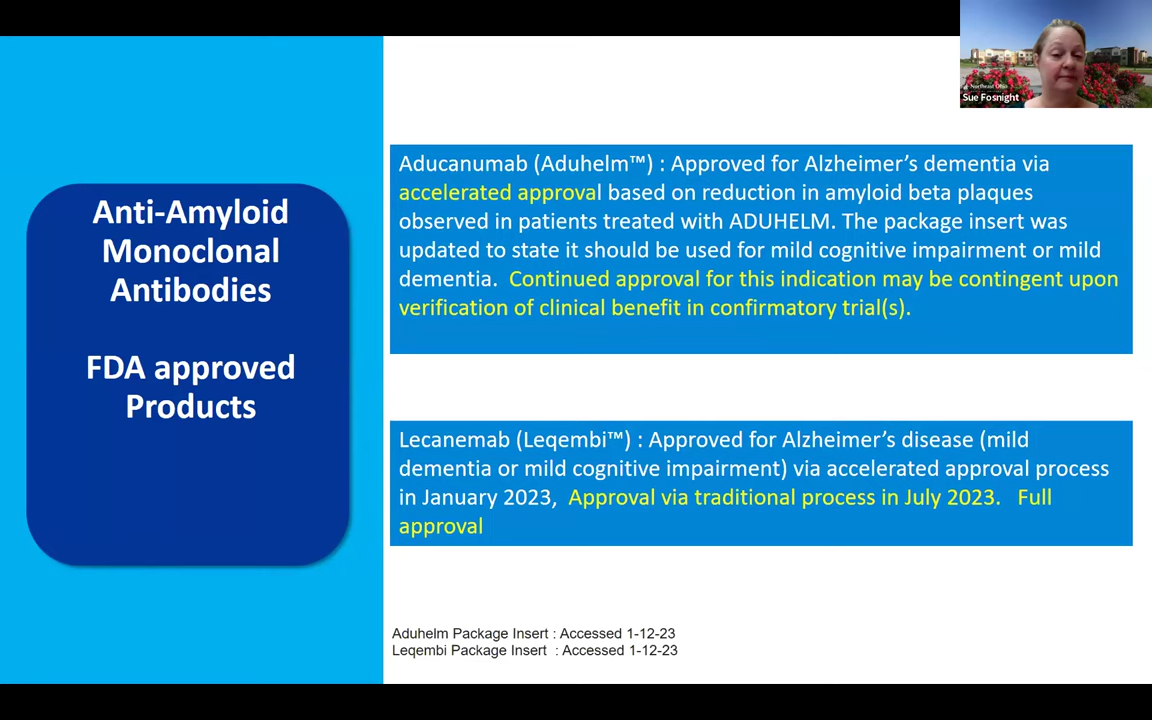 Anti-Amyloid
Monoclonal
Antibodies
FDA approved
Products
Aducanumab (Aduhelm™) : Approved for Alzheimer’s dementia via
accelerated approval based on reduction in amyloid beta plaques
observed in patients treated with ADUHELM. The package insert was
updated to state it should be used for mild cognitive impairment or mild
dementia. Continued approval for this indication may be contingent upon
verification of clinical benefit in confirmatory trial(s).
Lecanemab (Leqembi™) : Approved for Alzheimer’s disease (mild
dementia or mild cognitive impairment) via accelerated approval process
in January 2023, Approval via traditional process in July 2023. Full
approval
Aduhelm Package Insert : Accessed 1-12-23
Leqembi Package Insert : Accessed 1-12-23
Northeast Ohio
Sue Fosnight